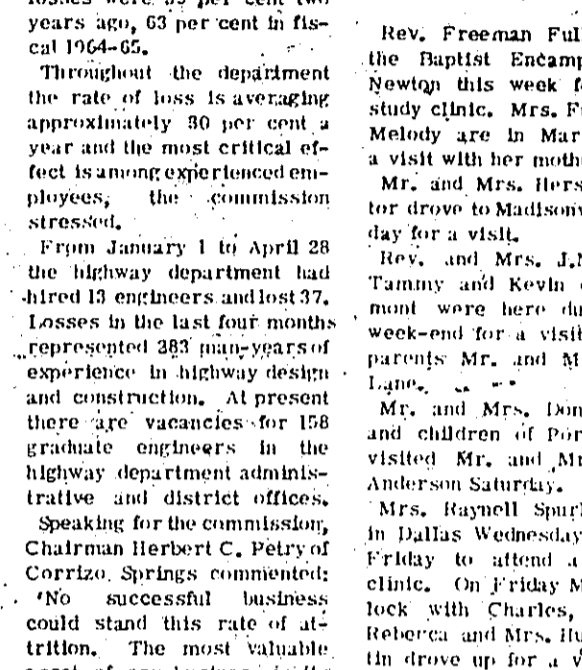 years ago, 63 per cent in fis-
cal 1964-65.
Throughout the department
the rate of loss is averaging
approximately 30 per cent a
year and the most critical ef-
fect is among experienced em-
ployees, the commission
stressed.
From January 1 to April 28
the highway department had
hired 13 engineers and lost 37.
Losses in the last four months
represented 283 man-years of
experience in highway design
and construction. At present
there are vacancies for 158
graduate engineers in the
highway department adminis-
trative and district offices.
Speaking for the commission,
Chairman Herbert C. Petry of
Corrizo Springs commented:
"No successful business
could stand this rate of at-
trition. The most valuable
Rev. Freeman Full
the Baptist Encamp
Newton this week f
study clinic. Mrs. F
Melody are in Mar
a visit with her moth
Mr. and Mrs. Hers
tor drove to Madisonv
day for a visit.
Rev. and Mrs. J.M
Tammy and Kevin
mont were here du
week-end for a visit
parents Mr. and M
Lane.
Mr. and Mrs. Don
and children of Por
visited Mr. and Mr
Anderson Saturday.
Mrs. Raynell Spurl
in Dallas Wednesday
Friday to attend a
clinic. On Friday M
lock with Charles,
Reberca and Mrs. Hu
tin drove up for a w